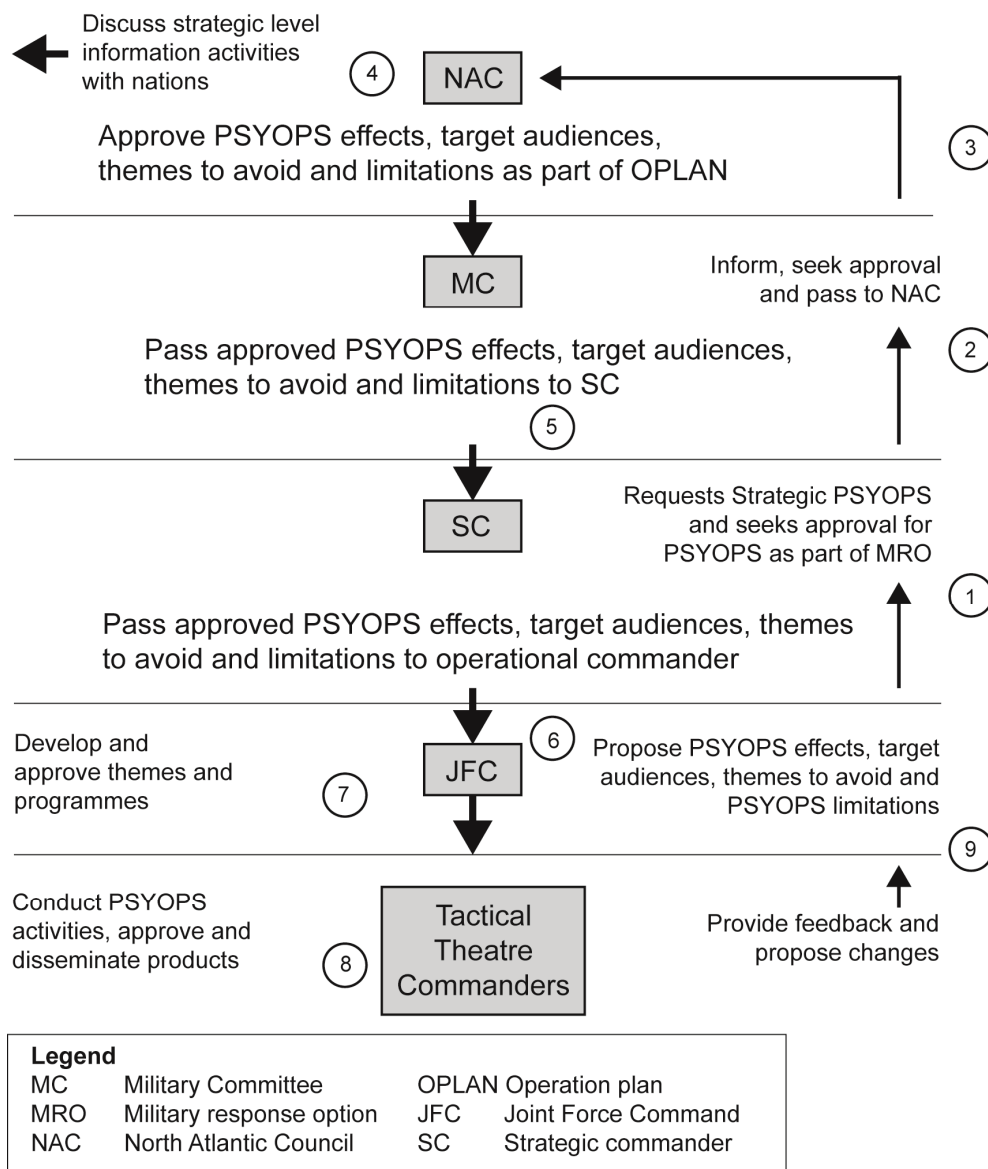 Discuss strategic level
information activities
with nations
4
NAC
3
Approve PSYOPS effects, target audiences,
themes to avoid and limitations as part of OPLAN
MC
Inform, seek approval
and pass to NAC
2
Pass approved PSYOPS effects, target audiences,
themes to avoid and limitations to SC
5
SC
Requests Strategic PSYOPS
and seeks approval for
PSYOPS as part of MRO
1
Pass approved PSYOPS effects, target audiences, themes
to avoid and limitations to operational commander
6
JFC
Develop and
approve themes and
programmes
7
Propose PSYOPS effects, target
audiences, themes to avoid and
PSYOPS limitations
9
Conduct PSYOPS
activities, approve and
disseminate products
8
Tactical
Theatre
Commanders
Provide feedback and
propose changes
Legend
MC Military Committee OPLAN Operation plan
MRO Military response option JFC Joint Force Command
NAC North Atlantic Council SC Strategic commander